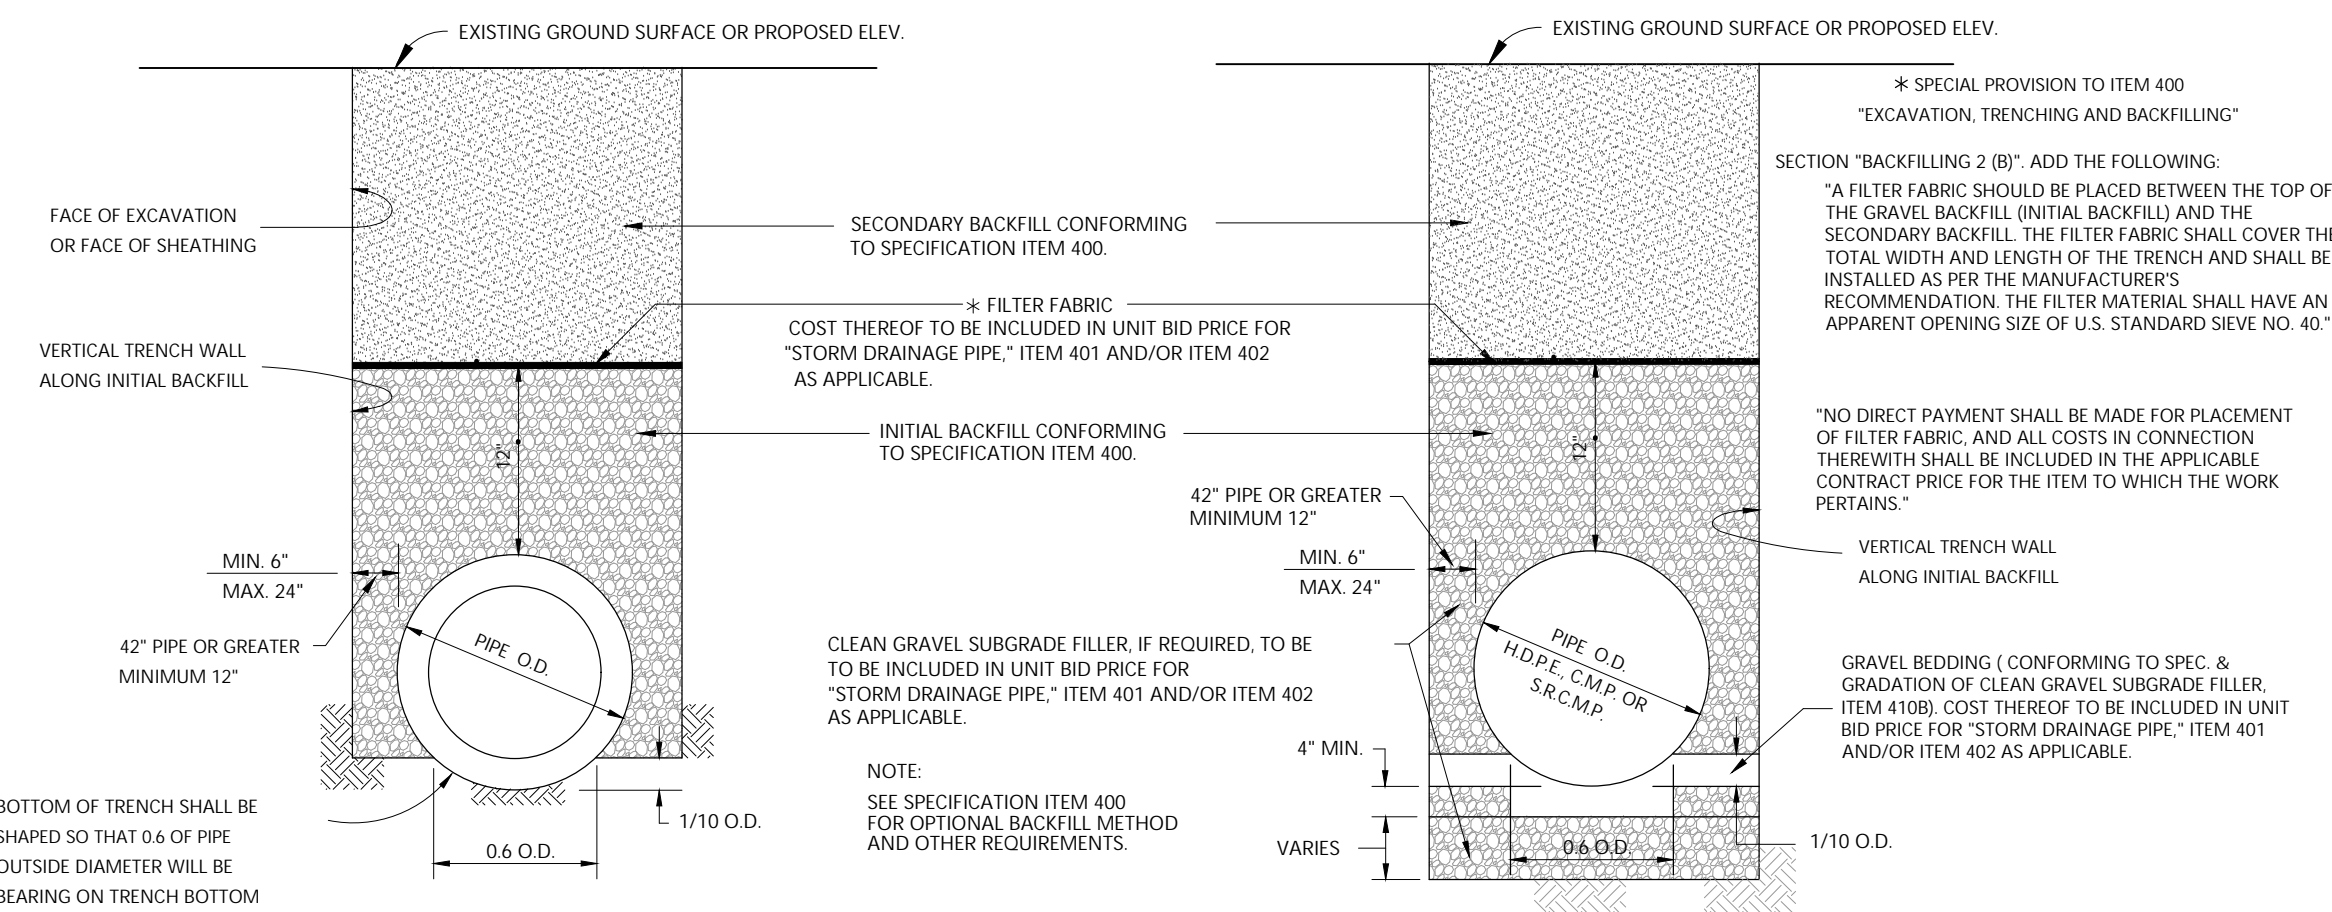 EXISTING GROUND SURFACE OR PROPOSED ELEV.
FACE OF EXCAVATION
OR FACE OF SHEATHING
VERTICAL TRENCH WALL
ALONG INITIAL BACKFILL
MIN. 6"
MAX. 24"
42" PIPE OR GREATER
MINIMUM 12"
BOTTOM OF TRENCH SHALL BE
SHAPED SO THAT 0.6 OF PIPE
OUTSIDE DIAMETER WILL BE
BEARING ON TRENCH BOTTOM
12"
PIPE O.D.
0.6 O.D.
1/10 O.D.
SECONDARY BACKFILL CONFORMING
TO SPECIFICATION ITEM 400.
* FILTER FABRIC
COST THEREOF TO BE INCLUDED IN UNIT BID PRICE FOR
"STORM DRAINAGE PIPE," ITEM 401 AND/OR ITEM 402
AS APPLICABLE.
INITIAL BACKFILL CONFORMING
TO SPECIFICATION ITEM 400.
CLEAN GRAVEL SUBGRADE FILLER, IF REQUIRED, TO BE
TO BE INCLUDED IN UNIT BID PRICE FOR
"STORM DRAINAGE PIPE," ITEM 401 AND/OR ITEM 402
AS APPLICABLE.
NOTE:
SEE SPECIFICATION ITEM 400
FOR OPTIONAL BACKFILL METHOD
AND OTHER REQUIREMENTS.
EXISTING GROUND SURFACE OR PROPOSED ELEV.
42" PIPE OR GREATER
MINIMUM 12"
MIN. 6"
MAX. 24"
12"
PIPE O.D.
H.D.P.E., C.M.P. OR
S.R.C.M.P.
4" MIN.
VARIES
0.6 O.D.
1/10 O.D.
* SPECIAL PROVISION TO ITEM 400
"EXCAVATION, TRENCHING AND BACKFILLING"
SECTION "BACKFILLING 2 (B)". ADD THE FOLLOWING:
"A FILTER FABRIC SHOULD BE PLACED BETWEEN THE TOP OF
THE GRAVEL BACKFILL (INITIAL BACKFILL) AND THE
SECONDARY BACKFILL. THE FILTER FABRIC SHALL COVER THE
TOTAL WIDTH AND LENGTH OF THE TRENCH AND SHALL BE
INSTALLED AS PER THE MANUFACTURER'S
RECOMMENDATION. THE FILTER MATERIAL SHALL HAVE AN
APPARENT OPENING SIZE OF U.S. STANDARD SIEVE NO. 40."
"NO DIRECT PAYMENT SHALL BE MADE FOR PLACEMENT
OF FILTER FABRIC, AND ALL COSTS IN CONNECTION
THEREWITH SHALL BE INCLUDED IN THE APPLICABLE
CONTRACT PRICE FOR THE ITEM TO WHICH THE WORK
PERTAINS."
VERTICAL TRENCH WALL
ALONG INITIAL BACKFILL
GRAVEL BEDDING ( CONFORMING TO SPEC. &
GRADATION OF CLEAN GRAVEL SUBGRADE FILLER,
ITEM 410B). COST THEREOF TO BE INCLUDED IN UNIT
BID PRICE FOR "STORM DRAINAGE PIPE," ITEM 401
AND/OR ITEM 402 AS APPLICABLE.